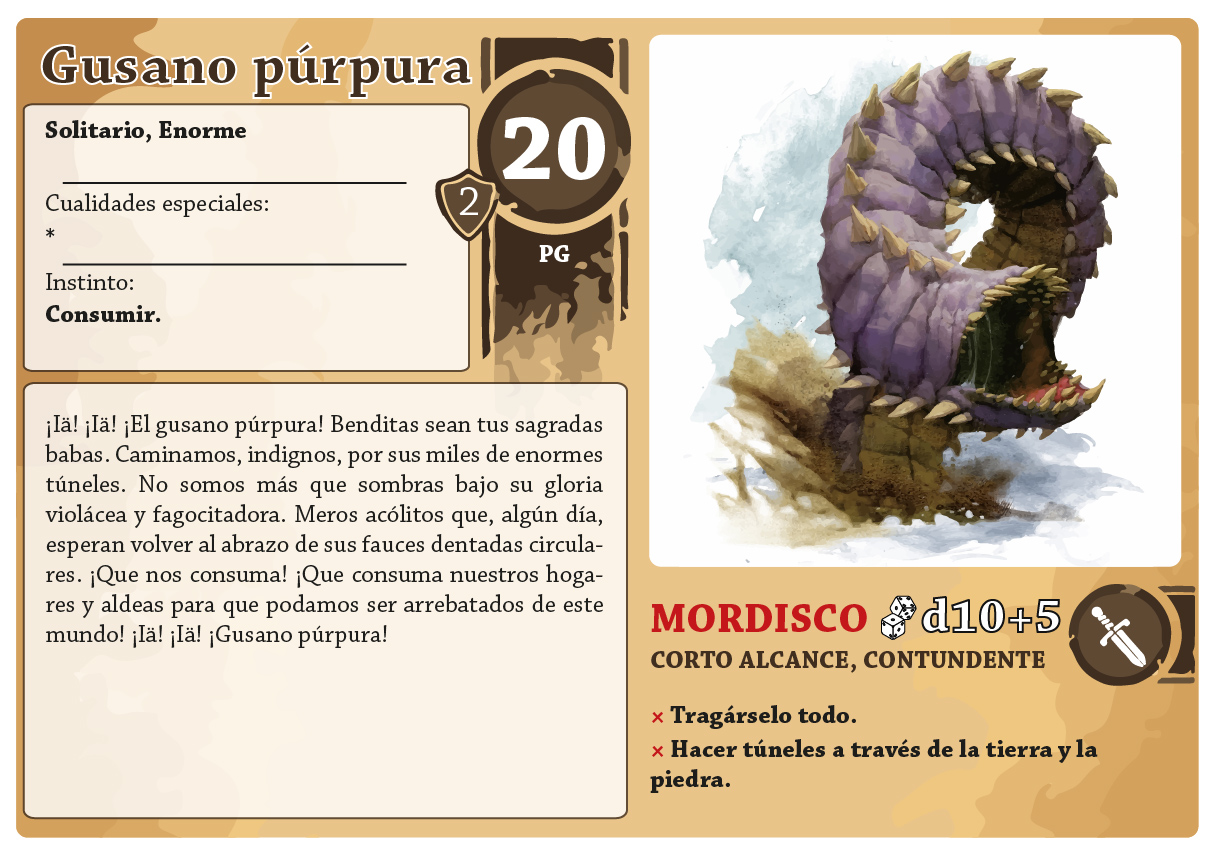 Gusano púrpura
Solitario, Enorme
20
2
PG
Cualidades especiales:
*
Instinto:
Consumir.
¡Iä! ¡Iä! ¡El gusano púrpura! Benditas sean tus sagradas
babas. Caminamos, indignos, por sus miles de enormes
túneles. No somos más que sombras bajo su gloria
violácea y fagocitadora. Meros acólitos que, algún día,
esperan volver al abrazo de sus fauces dentadas circula-
res. ¡Que nos consuma! ¡Que consuma nuestros hoga-
res y aldeas para que podamos ser arrebatados de este
mundo! ¡Iä! ¡Iä! ¡Gusano púrpura!
MORDISCO d10+5
CORTO ALCANCE, CONTUNDENTE
× Tragárselo todo.
× Hacer túneles a través de la tierra y la
piedra.